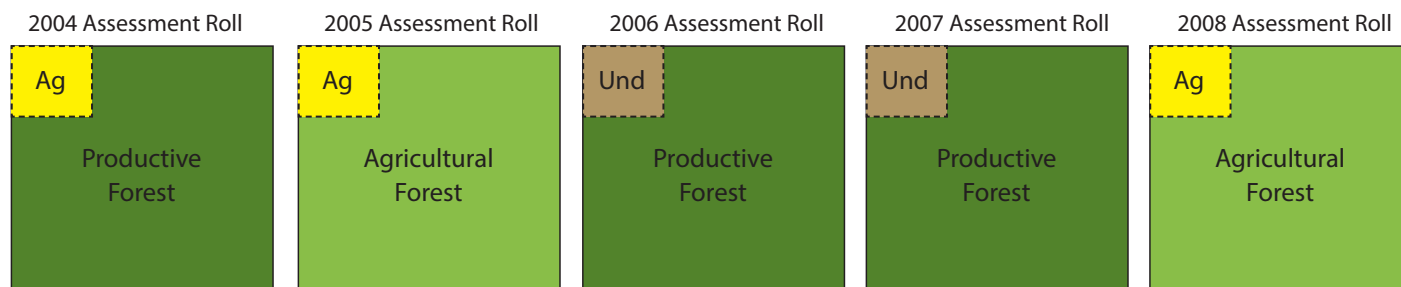 2004 Assessment Roll
Ag
Productive
Forest
2005 Assessment Roll
Ag
Agricultural
Forest
2006 Assessment Roll
Und
Productive
Forest
2007 Assessment Roll
Und
Productive
Forest
2008 Assessment Roll
Ag
Agricultural
Forest